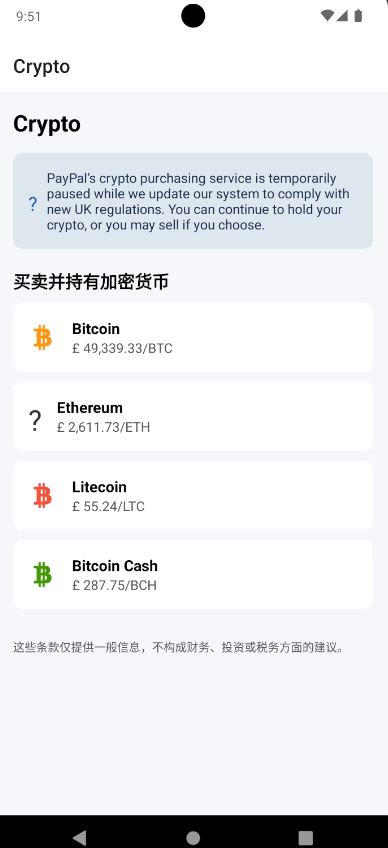 9:51
Crypto
Crypto
PayPal's crypto purchasing service is temporarily
paused while we update our system to comply with
? new UK regulations. You can continue to hold your
crypto, or you may sell if you choose.
买卖并持有加密货币
Bitcoin
£ 49,339.33/BTC
Ethereum
? £ 2,611.73/ETH
Litecoin
£ 55.24/LTC
Bitcoin Cash
£ 287.75/BCH
这些条款仅提供一般信息，不构成财务、投资或税务方面的建议。